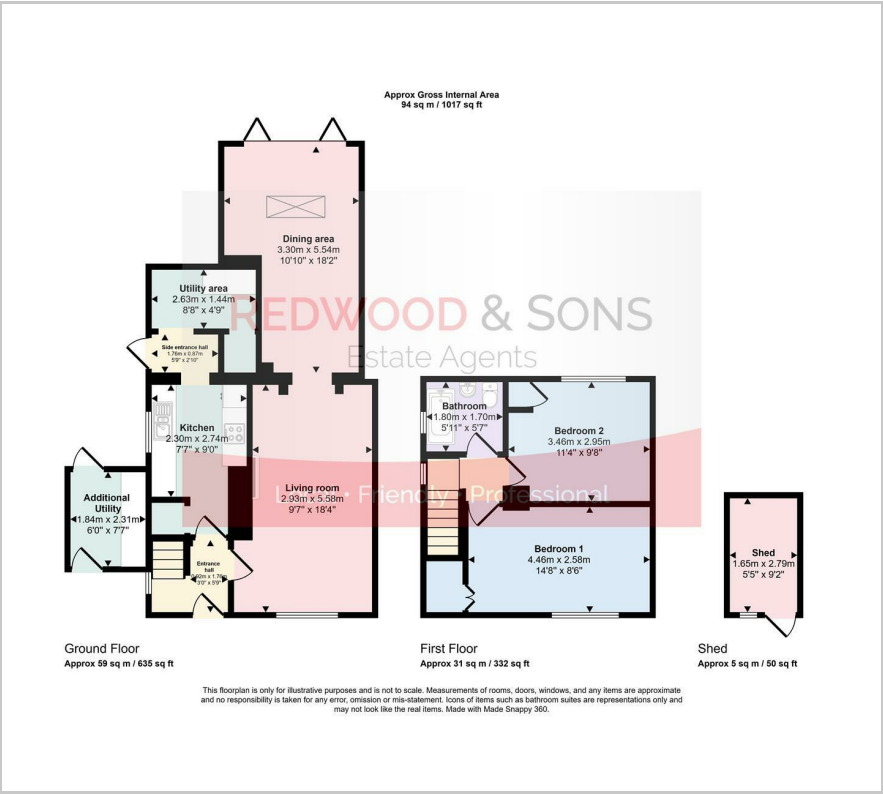 Approx Gross Internal Area
94 sq m / 1017 sq ft
Dining area
3.30m x 5.54m
10'10" x 18'2"
Utility area
2.63m x 1.44m
8'8" x 4'9"
REDWOOD & SONS
Estate Agents
Side entrance hall
1.76m x 0.87m
5'9" x 2'10"
Kitchen
2.30m x 2.74m
7'7" x 9'0"
Bathroom
1.80m x 1.70m
5'11" x 5'7"
Bedroom 2
3.46m x 2.95m
11'4" x 9'8"
Living room
2.93m x 5.58m
9'7" x 18'4"
• Friendly • Professional
Additional
Utility
1.84m x 2.31m
6'0" x 7'7"
Entrance
hall
0.92m x 1.76m
3'0" x 5'9"
Bedroom 1
4.46m x 2.58m
14'8" x 8'6"
Shed
1.65m x 2.79m
5'5" x 9'2"
Ground Floor
Approx 59 sq m / 635 sq ft
First Floor
Approx 31 sq m / 332 sq ft
Shed
Approx 5 sq m / 50 sq ft
This floorplan is only for illustrative purposes and is not to scale. Measurements of rooms, doors, windows, and any items are approximate
and no responsibility is taken for any error, omission or mis-statement. Icons of items such as bathroom suites are representations only and
may not look like the real items. Made with Made Snappy 360.